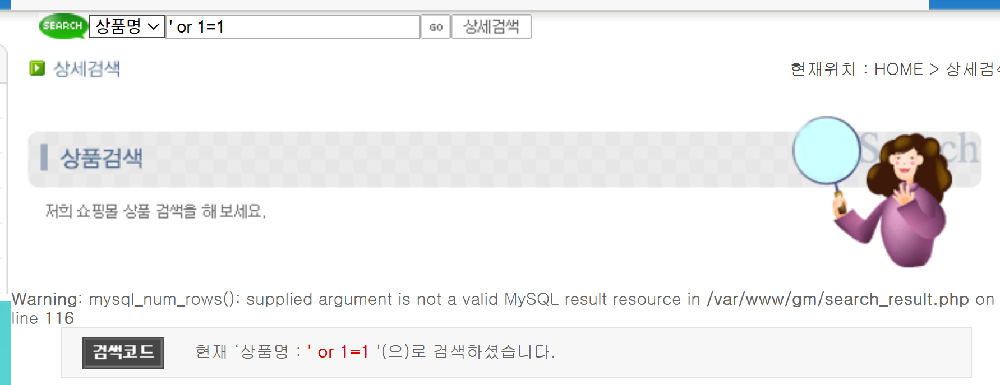 SEARCH 상품명 ' or 1=1 GO 상세검색
상세검색 현재위치 : HOME > 상세검색
Search
상품검색
저희 쇼핑몰 상품 검색을 해보세요.
Warning: mysql_num_rows(): supplied argument is not a valid MySQL result resource in /var/www/gm/search_result.php on
line 116
검색코드 현재 ‘상품명 : ' or 1=1 '(으)로 검색하셨습니다.